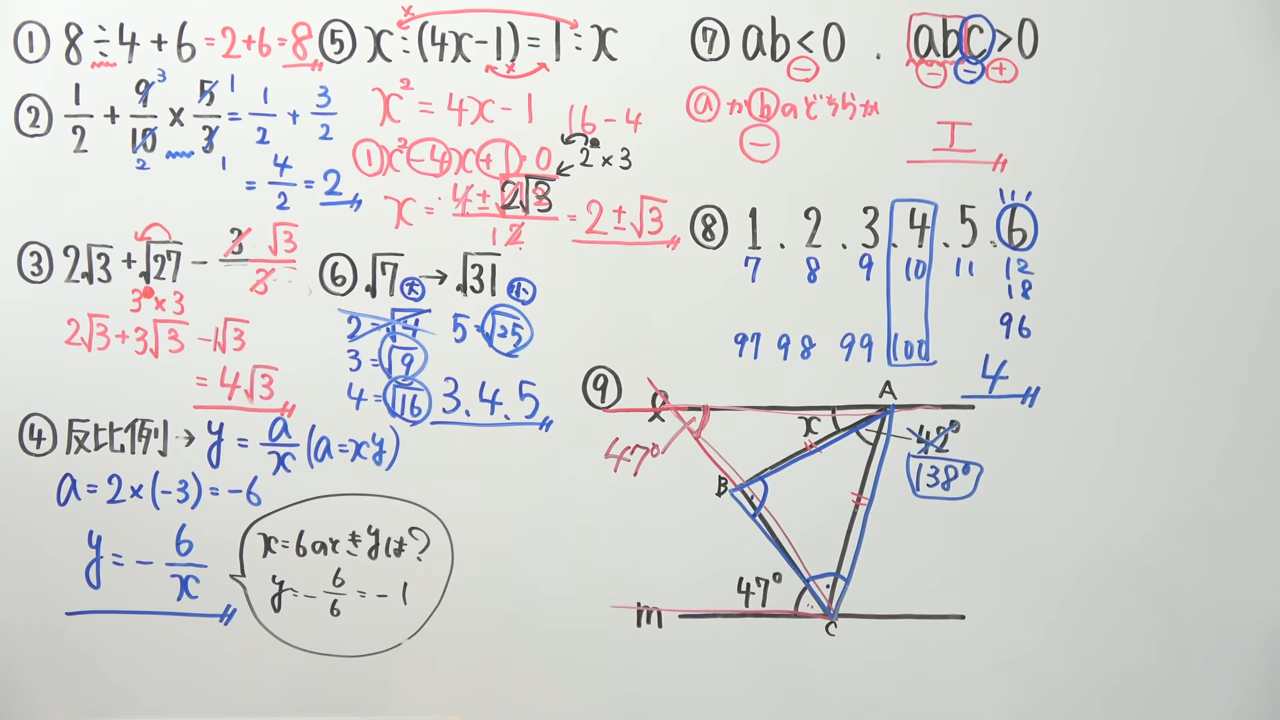 ① 8÷4+6=2+6=8
② 1/2 + 9/10 × 5/3 = 1/2 + 3/2
= 4/2 = 2
③ 2√3+√27 - 3√3/3
3²×3
2√3+3√3 -1√3
= 4√3
④ 反比例 → y = a/x (a=xy)
a=2×(-3)=-6
y=-6/x
x=6のときyは?
y=-6/6=-1
⑤ x:(4x-1)=1:x
x²=4x-1
16-4
①x²-4x+1=0
2²×3
x= 4±2√3/2 = 2±√3
⑥ √7 大 → √31 小
2=√4 5=√25
3=√9
4=√16 3.4.5
⑦ ab<0 . abc>0
- - - +
aかbのどちらか
- エ
⑧ 1 . 2 . 3 . 4 . 5 . 6
7 8 9 10 11 12
18
96
97 98 99 100
4
⑨ ℓ A
x 42°
47° 138°
B
47°
m C